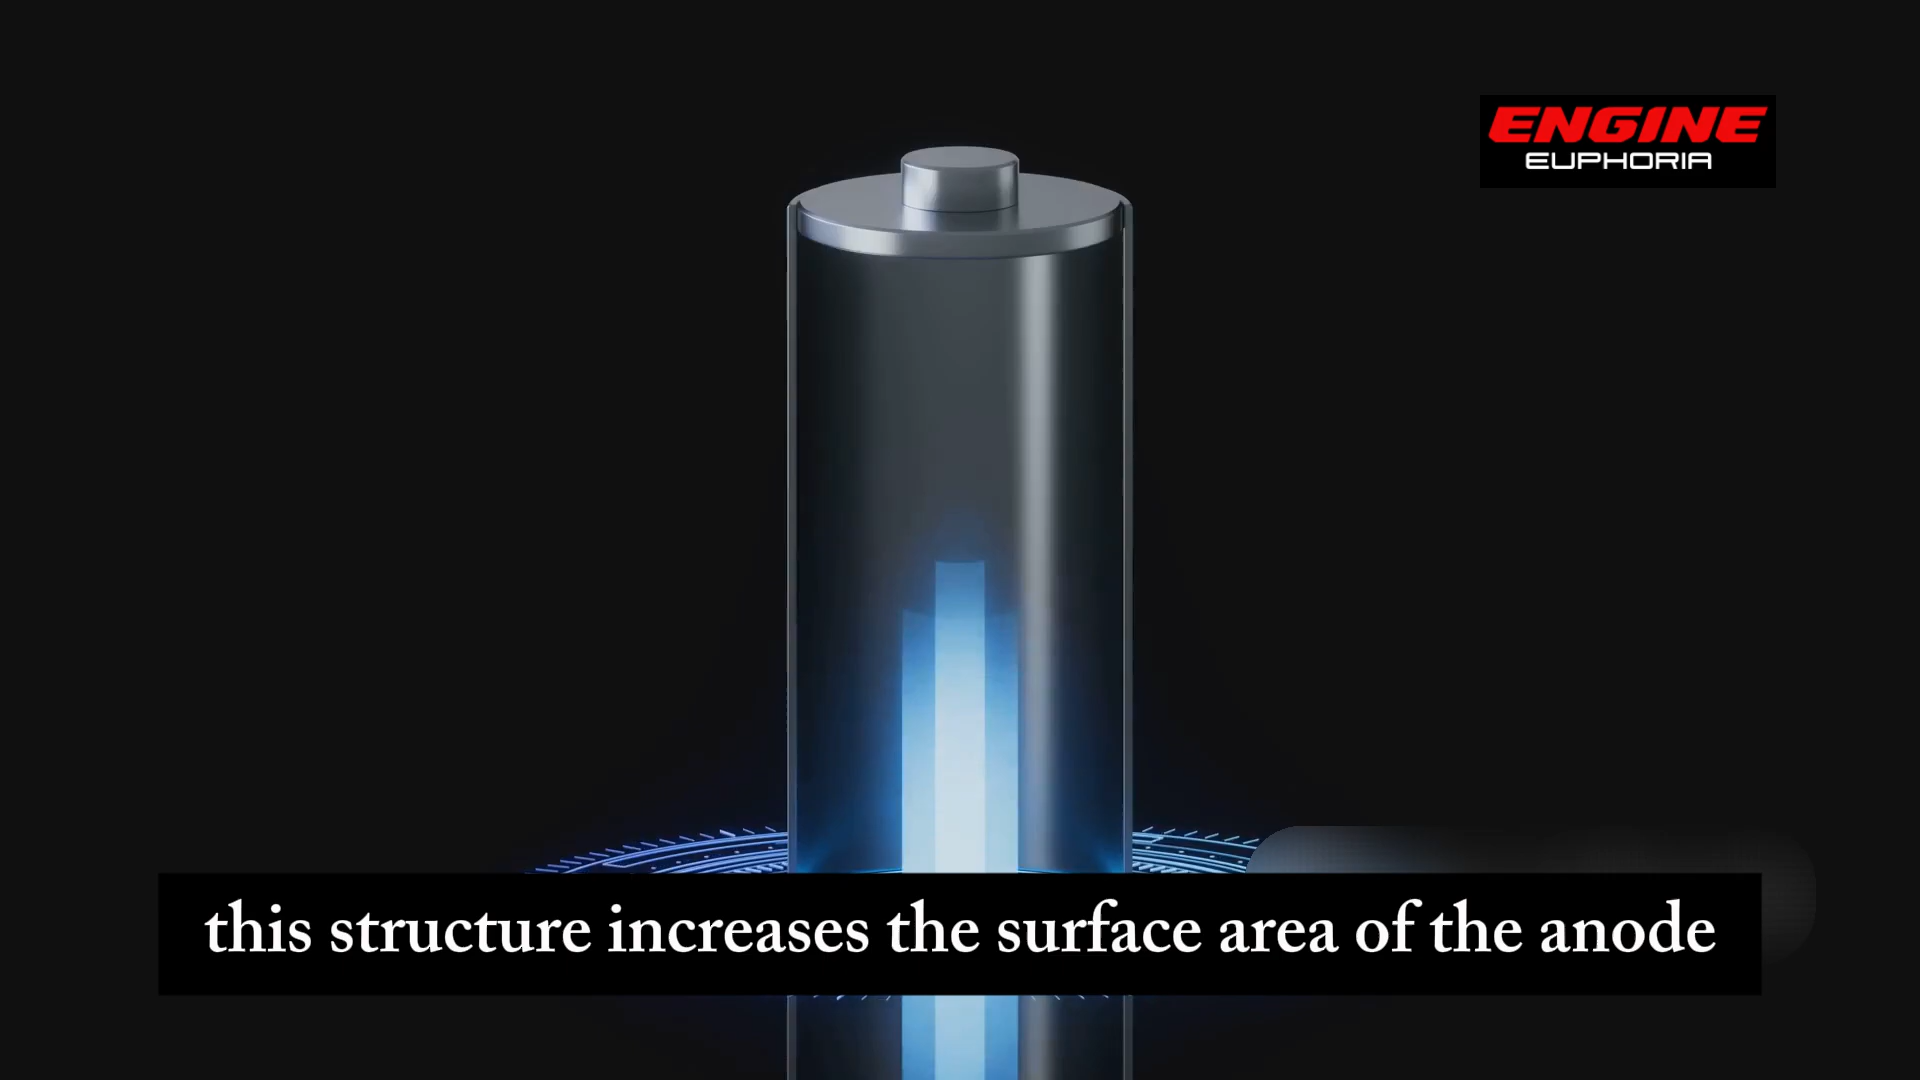 ENGINE
EUPHORIA
this structure increases the surface area of the anode